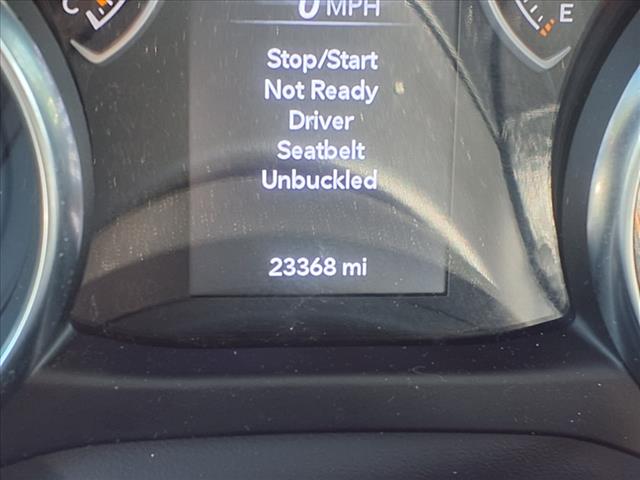 0 MPH
C
E
Stop/Start
Not Ready
Driver
Seatbelt
Unbuckled
23368 mi